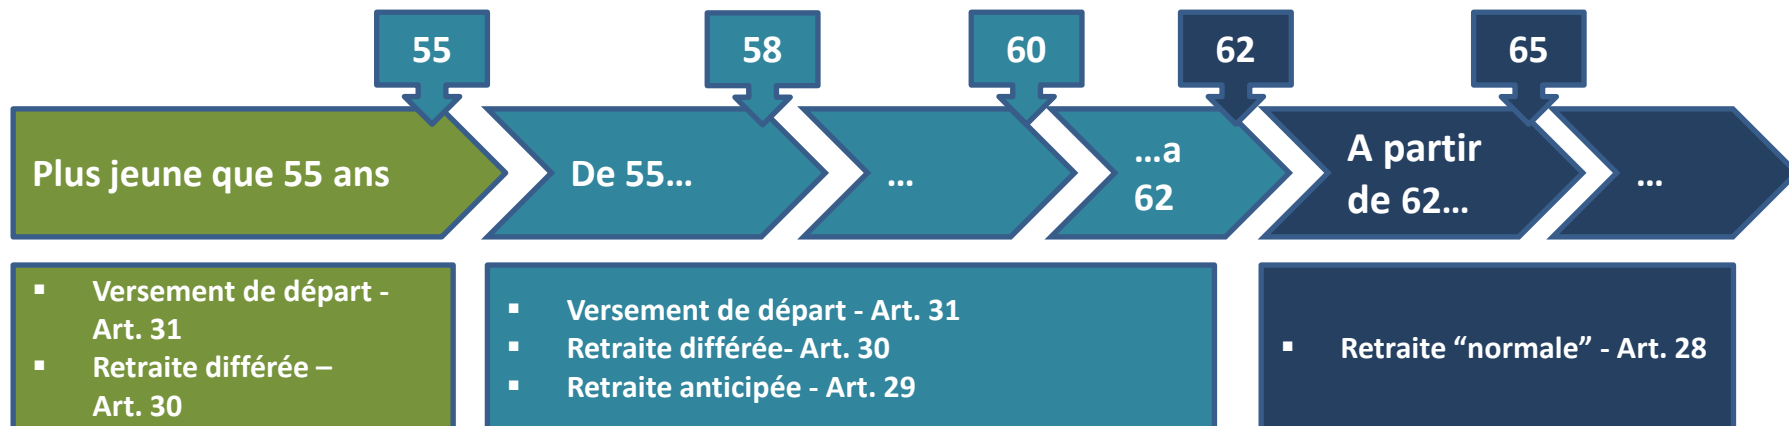 55
58
60
62
65
Plus jeune que 55 ans
De 55…
…
…a
62
A partir
de 62…
…
▪ Versement de départ -
Art. 31
▪ Retraite différée –
Art. 30
▪ Versement de départ - Art. 31
▪ Retraite différée- Art. 30
▪ Retraite anticipée - Art. 29
▪ Retraite “normale” - Art. 28